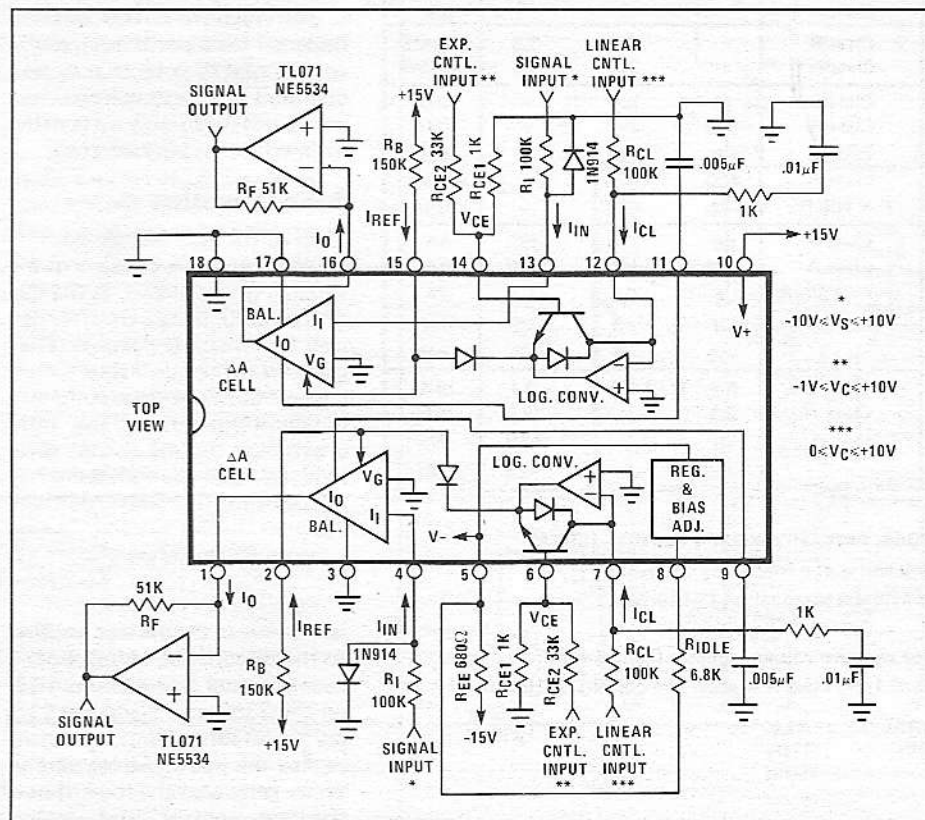 EXP.
CNTL.
INPUT **
SIGNAL
INPUT *
LINEAR
CNTL.
INPUT ***
TL071
NE5534
SIGNAL
OUTPUT
+
−
RF 51K
+15V
RB
150K
RCE2 33K
RCE1 1K
RI 100K
1N914
RCL
100K
.005μF
.01μF
1K
IO
IREF
VCE
IIN
ICL
+15V
18
17
16
15
14
13
12
11
10
BAL.
IO
II
VG
ΔA
CELL
LOG. CONV.
−
+
V+
*
-10V≤VS≤+10V
**
-1V≤VC≤+10V
***
0≤VC≤+10V
TOP
VIEW
ΔA
CELL
IO
VG
II
BAL.
LOG. CONV.
+
−
V-
REG.
&
BIAS
ADJ.
1
2
3
4
5
6
7
8
9
51K
RF
IO
IREF
IIN
VCE
ICL
−
+
TL071
NE5534
SIGNAL
OUTPUT
RB
150K
+15V
1N914
RI
100K
SIGNAL
INPUT
*
REE 680Ω
-15V
RCE1 1K
RCE2 33K
EXP.
CNTL.
INPUT
**
RCL
100K
LINEAR
CNTL.
INPUT
***
RIDLE
6.8K
.005μF
1K
.01μF